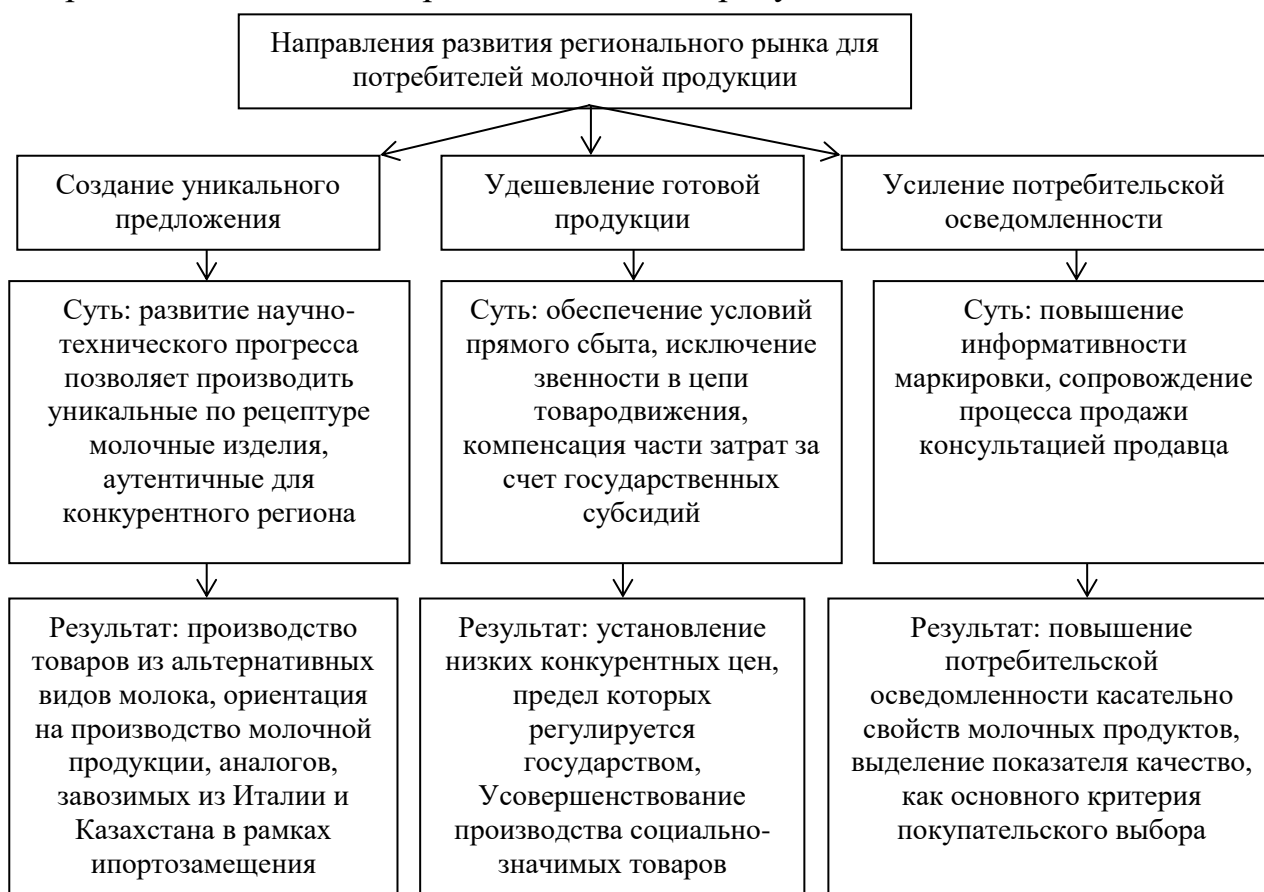 Направления развития регионального рынка для
потребителей молочной продукции
Создание уникального
предложения
Удешевление готовой
продукции
Усиление потребительской
осведомленности
Суть: развитие научно-
технического прогресса
позволяет производить
уникальные по рецептуре
молочные изделия,
аутентичные для
конкурентного региона
Суть: обеспечение условий
прямого сбыта, исключение
звенности в цепи
товародвижения,
компенсация части затрат за
счет государственных
субсидий
Суть: повышение
информативности
маркировки, сопровождение
процесса продажи
консультацией продавца
Результат: производство
товаров из альтернативных
видов молока, ориентация
на производство молочной
продукции, аналогов,
завозимых из Италии и
Казахстана в рамках
ипортозамещения
Результат: установление
низких конкурентных цен,
предел которых
регулируется
государством,
Усовершенствование
производства социально-
значимых товаров
Результат: повышение
потребительской
осведомленности касательно
свойств молочных продуктов,
выделение показателя качество,
как основного критерия
покупательского выбора